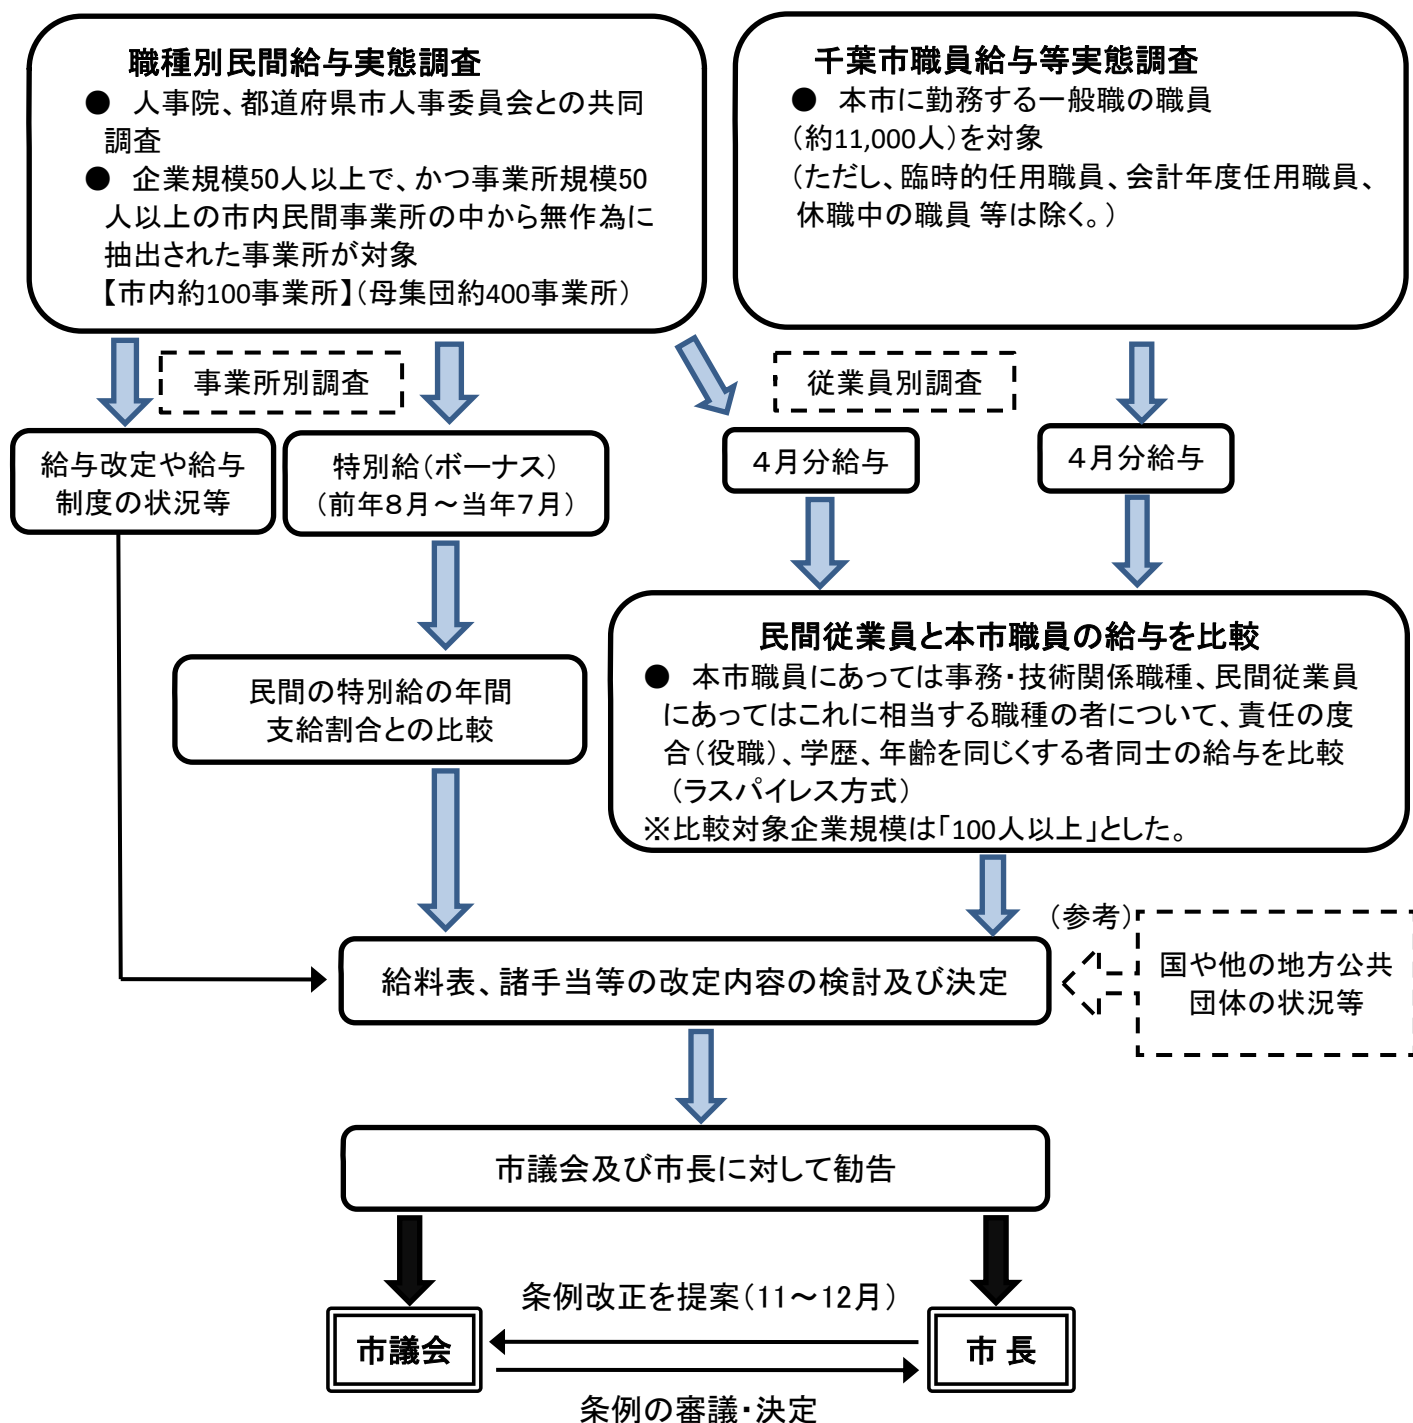 職種別民間給与実態調査
● 人事院、都道府県市人事委員会との共同
調査
● 企業規模50人以上で、かつ事業所規模50
人以上の市内民間事業所の中から無作為に
抽出された事業所が対象
【市内約100事業所】（母集団約400事業所）
千葉市職員給与等実態調査
● 本市に勤務する一般職の職員
（約11,000人）を対象
（ただし、臨時的任用職員、会計年度任用職員、
休職中の職員 等は除く。）
事業所別調査
従業員別調査
給与改定や給与
制度の状況等
特別給（ボーナス）
（前年８月～当年７月）
４月分給与
４月分給与
民間の特別給の年間
支給割合との比較
民間従業員と本市職員の給与を比較
● 本市職員にあっては事務・技術関係職種、民間従業員
にあってはこれに相当する職種の者について、責任の度
合（役職）、学歴、年齢を同じくする者同士の給与を比較
（ラスパイレス方式）
※比較対象企業規模は「100人以上」とした。
（参考）
国や他の地方公共
団体の状況等
給料表、諸手当等の改定内容の検討及び決定
市議会及び市長に対して勧告
条例改正を提案（11～12月）
市議会
市 長
条例の審議・決定